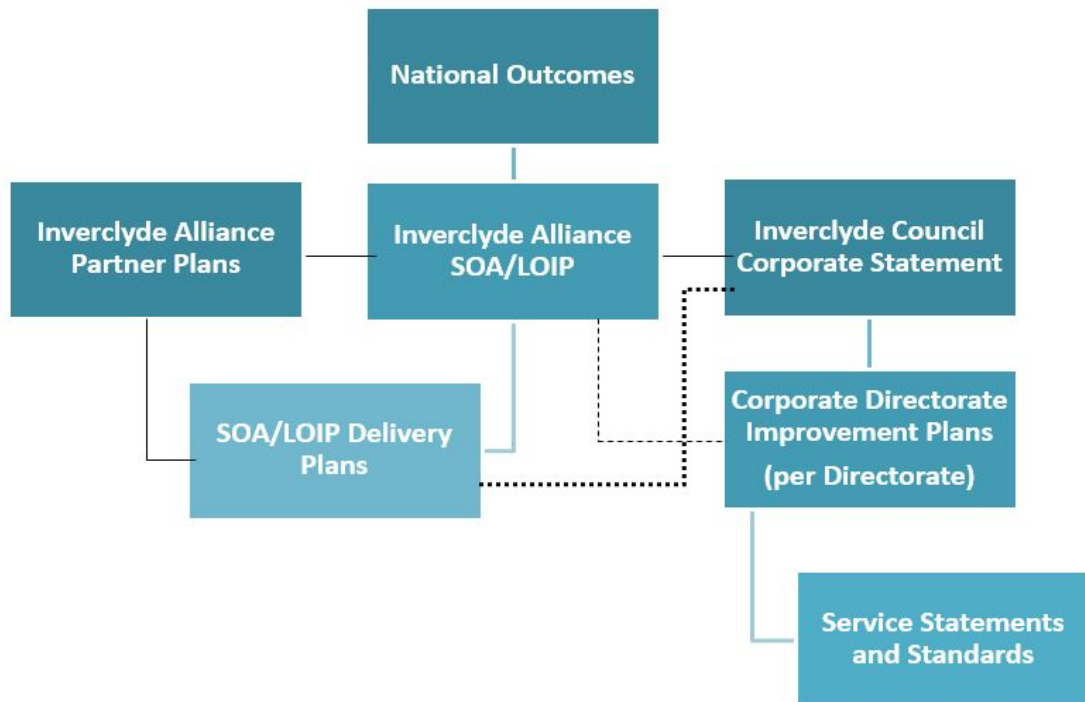 National Outcomes
Inverclyde Alliance
Partner Plans
Inverclyde Alliance
SOA/LOIP
Inverclyde Council
Corporate Statement
SOA/LOIP Delivery
Plans
Corporate Directorate
Improvement Plans
(per Directorate)
Service Statements
and Standards